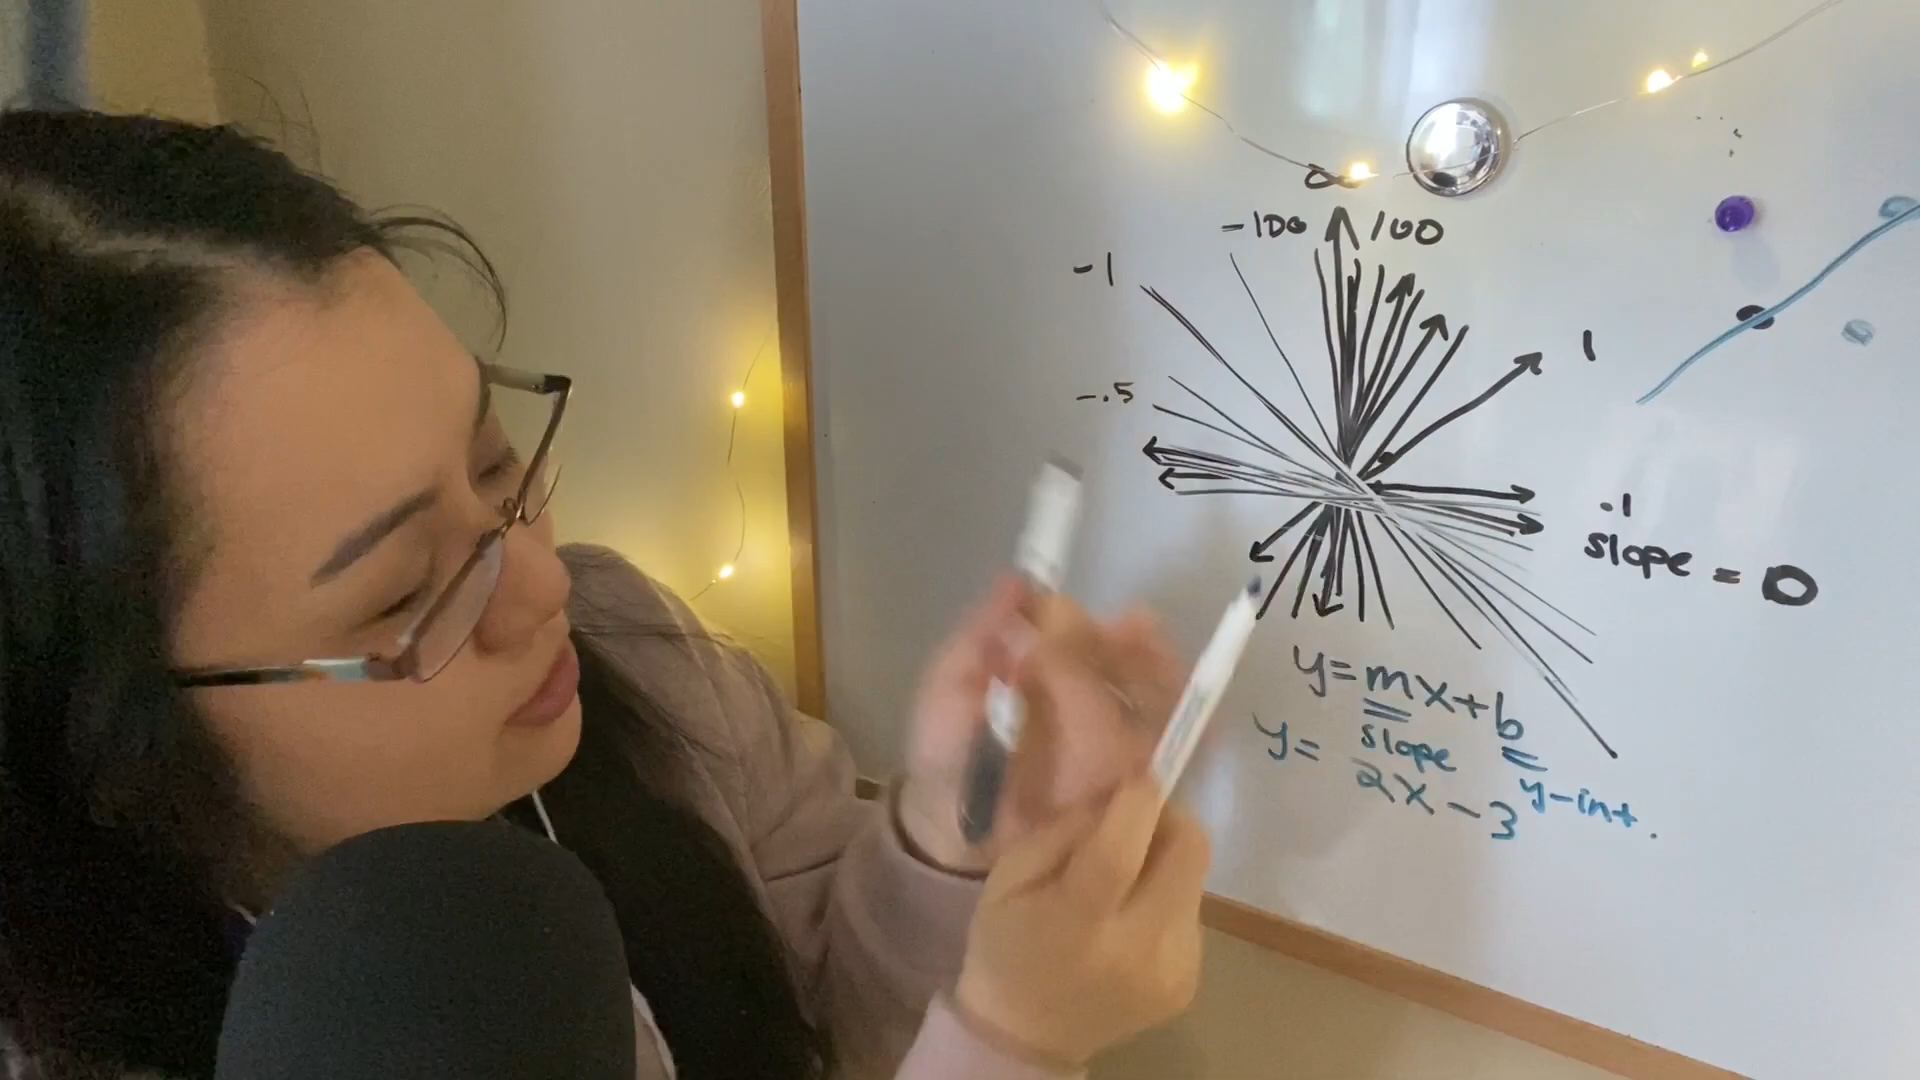 ∞
-100 100
-1
1
-.5
.1
slope = 0
y=mx+b
slope
y-int.
y= 2x-3